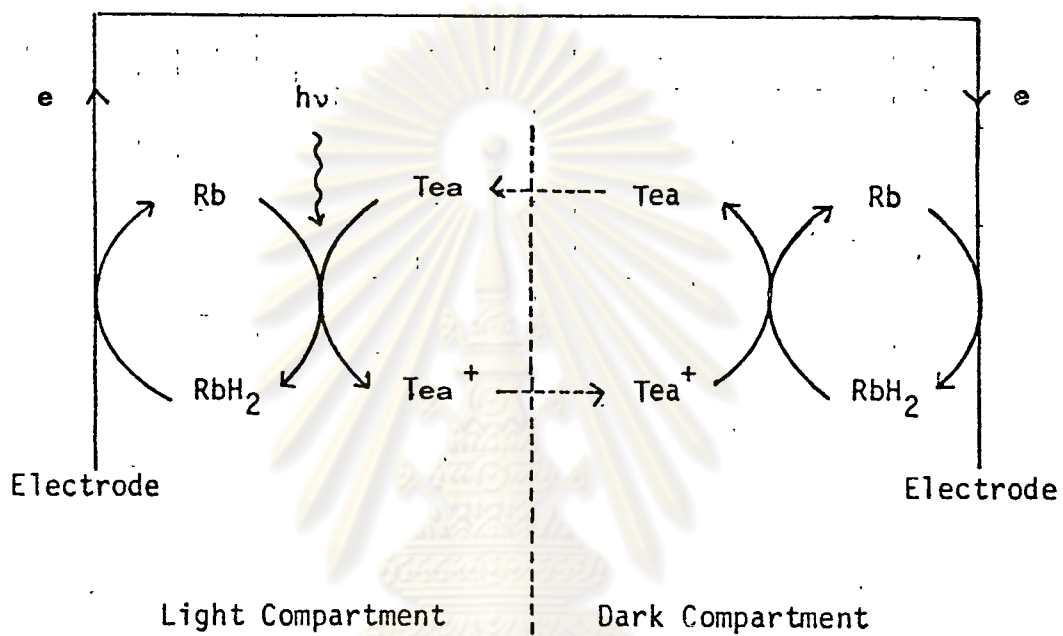 e hν e
Rb Tea Tea Rb
RbH₂ Tea⁺ Tea⁺ RbH₂
Electrode Electrode
Light Compartment Dark Compartment